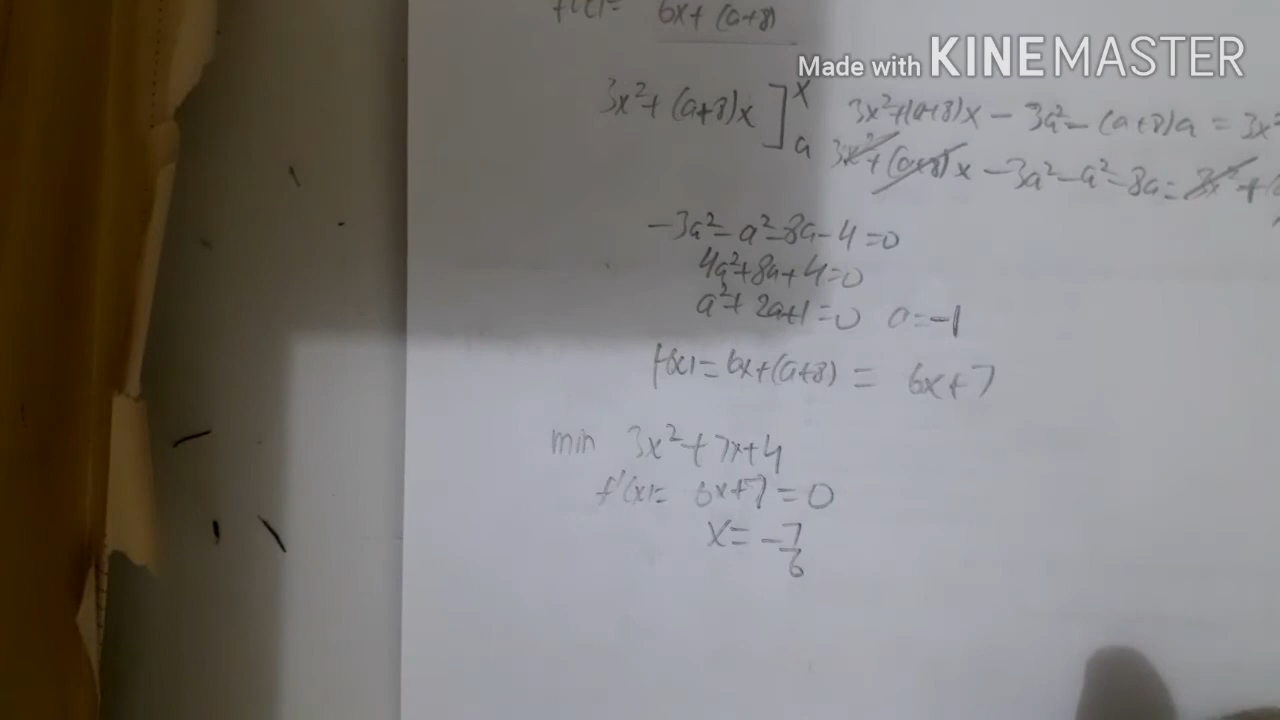 6x+ (a+8)
Made with KINEMASTER
3x²+ (a+8)x ]ₐˣ 3x²+(a+8)x - 3a² - (a+8)a = 3x²
3x²+(a+8)x - 3a² - a² - 8a = 3x² +
-3a² - a² - 8a - 4 = 0
4a² + 8a + 4 = 0
a² + 2a + 1 = 0 a = -1
f(x) = 6x + (a+8) = 6x + 7
min 3x² + 7x + 4
f'(x) = 6x + 7 = 0
x = -7/6